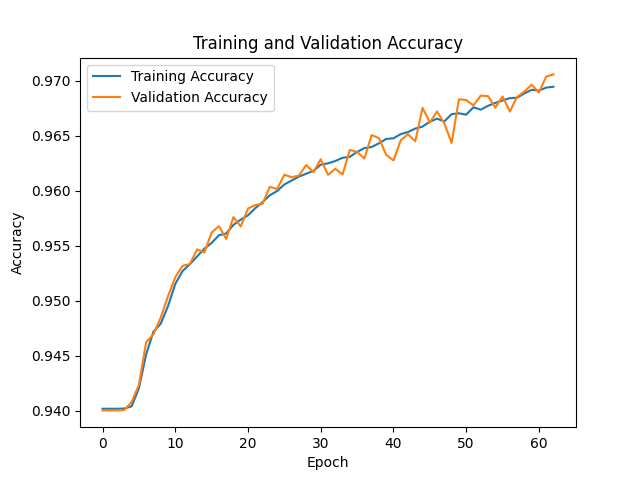 Training and Validation Accuracy
Training Accuracy
Validation Accuracy
0.970
0.965
0.960
0.955
0.950
0.945
0.940
Accuracy
0 10 20 30 40 50 60
Epoch